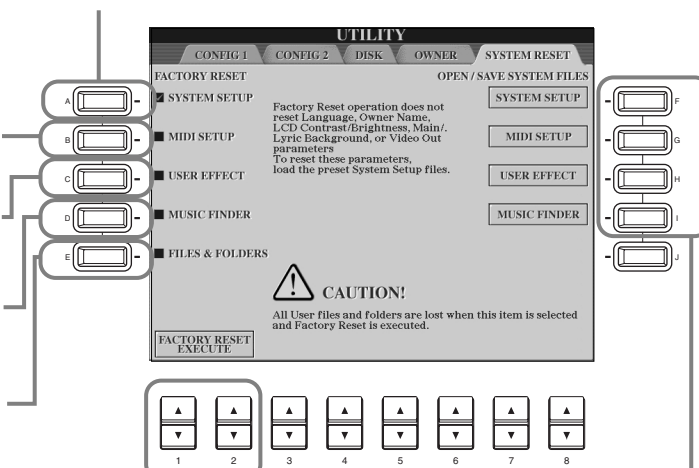 UTILITY
CONFIG 1 CONFIG 2 DISK OWNER SYSTEM RESET
FACTORY RESET
OPEN / SAVE SYSTEM FILES
A
SYSTEM SETUP
Factory Reset operation does not
reset Language, Owner Name,
LCD Contrast/Brightness, Main/.
Lyric Background, or Video Out
parameters
To reset these parameters,
load the preset System Setup files.
SYSTEM SETUP
F
B
MIDI SETUP
MIDI SETUP
G
C
USER EFFECT
USER EFFECT
H
D
MUSIC FINDER
MUSIC FINDER
I
E
FILES & FOLDERS
J
CAUTION!
All User files and folders are lost when this item is selected
and Factory Reset is executed.
FACTORY RESET
EXECUTE
1 2 3 4 5 6 7 8